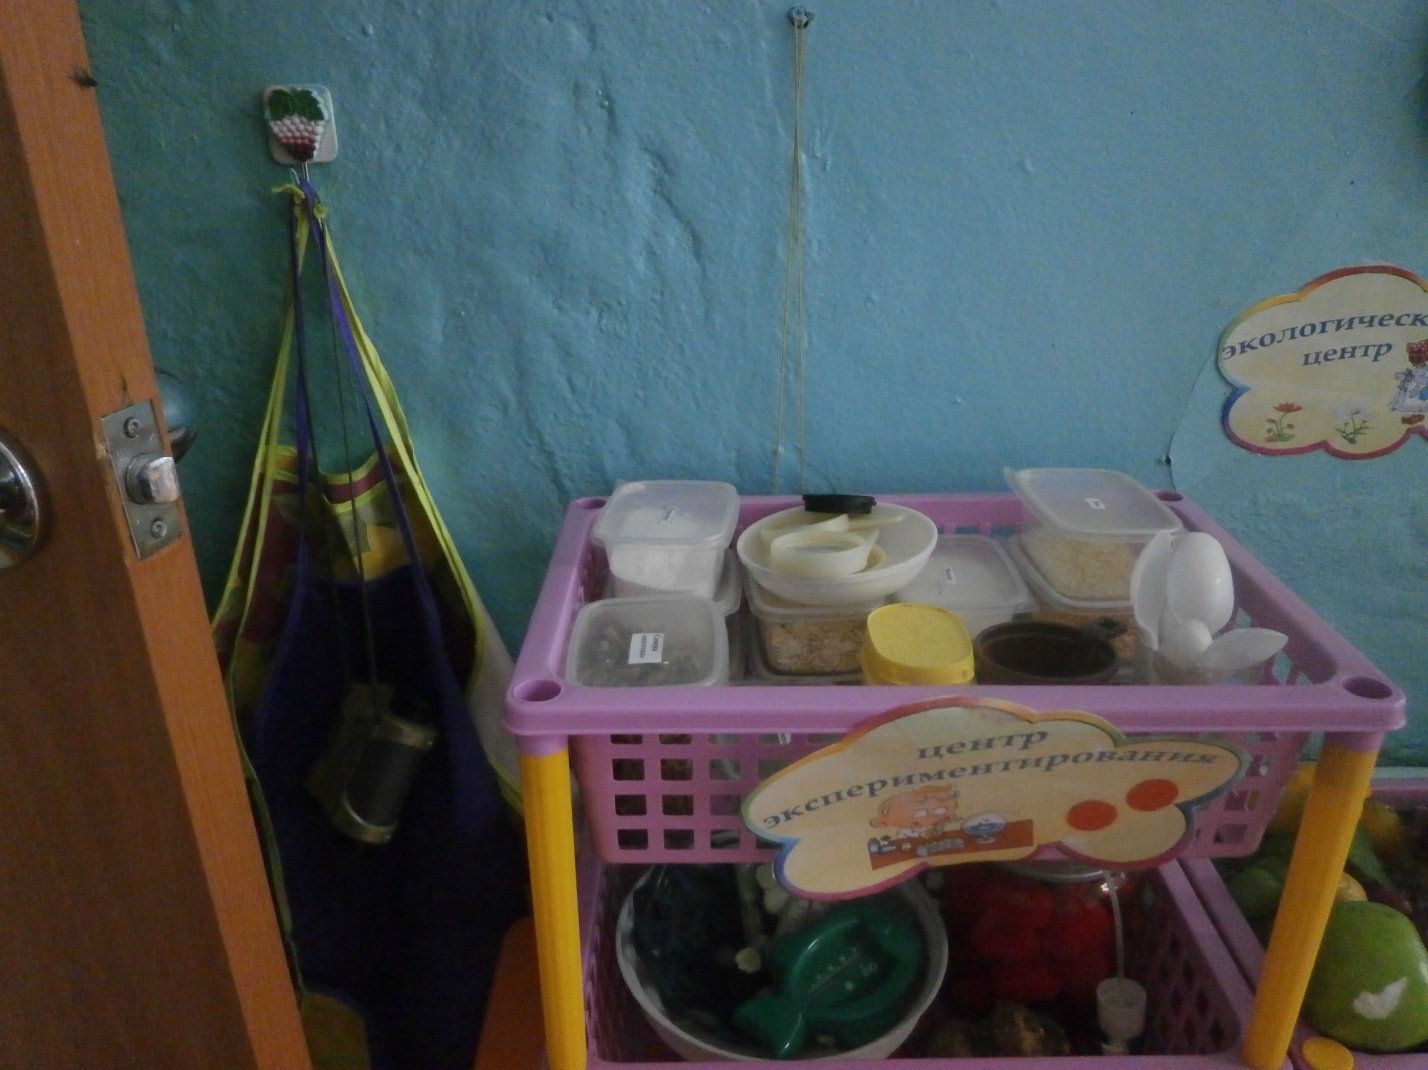 экологическ
центр
центр
экспериментирования